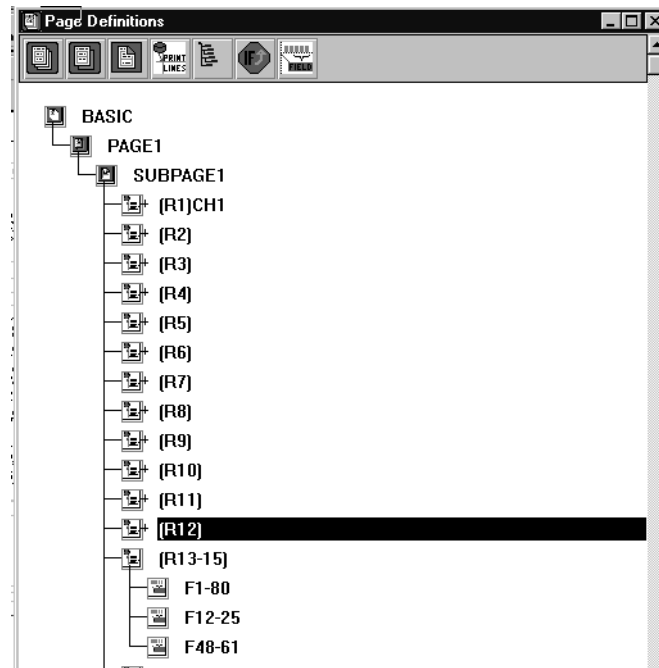 Page Definitions
PRINT LINES
IF
FIELD
BASIC
PAGE1
SUBPAGE1
(R1)CH1
(R2)
(R3)
(R4)
(R5)
(R6)
(R7)
(R8)
(R9)
(R10)
(R11)
(R12)
(R13-15)
F1-80
F12-25
F48-61